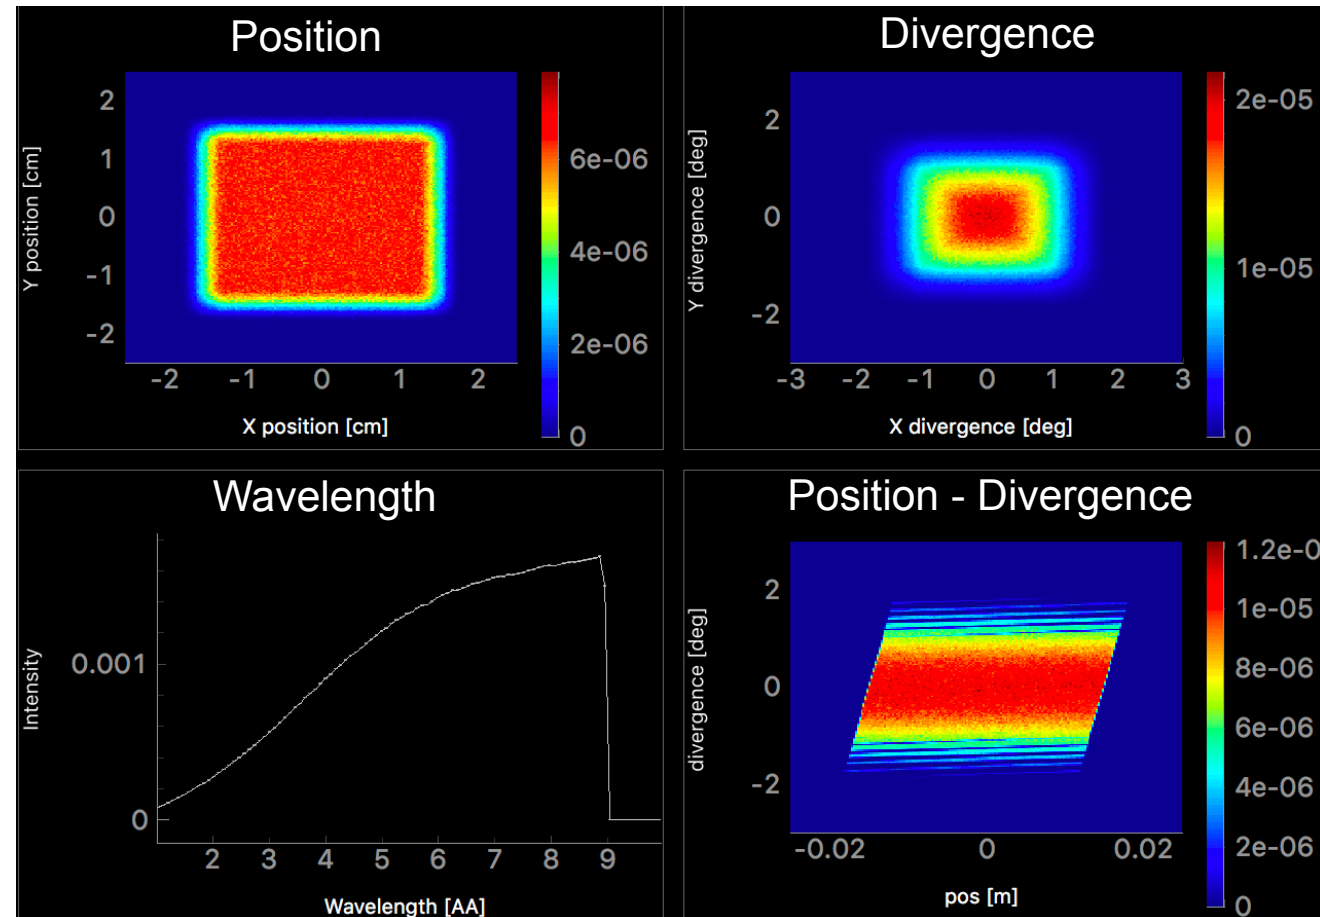 Position
2
1
0
-1
-2
Y position [cm]
-2 -1 0 1 2
X position [cm]
6e-06
4e-06
2e-06
0
Divergence
2
0
-2
Y divergence [deg]
-3 -2 -1 0 1 2 3
X divergence [deg]
2e-05
1e-05
0
Wavelength
0.001
0
Intensity
2 3 4 5 6 7 8 9
Wavelength [AA]
Position - Divergence
2
0
-2
divergence [deg]
-0.02 0 0.02
pos [m]
1.2e-0
1e-05
8e-06
6e-06
4e-06
2e-06
0